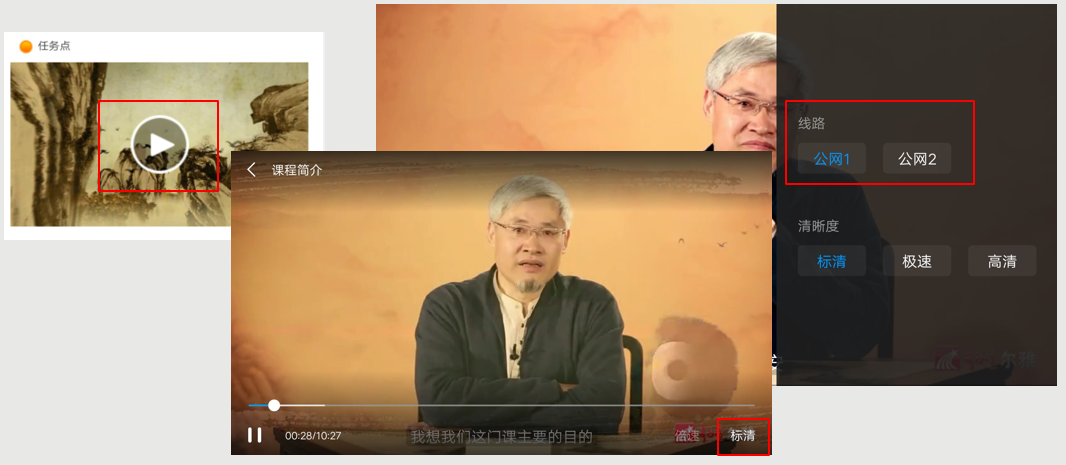 任务点
课程简介
00:28/10:27
我想我们这门课主要的目的
倍速
标清
线路
公网1
公网2
清晰度
标清
极速
高清
尔雅